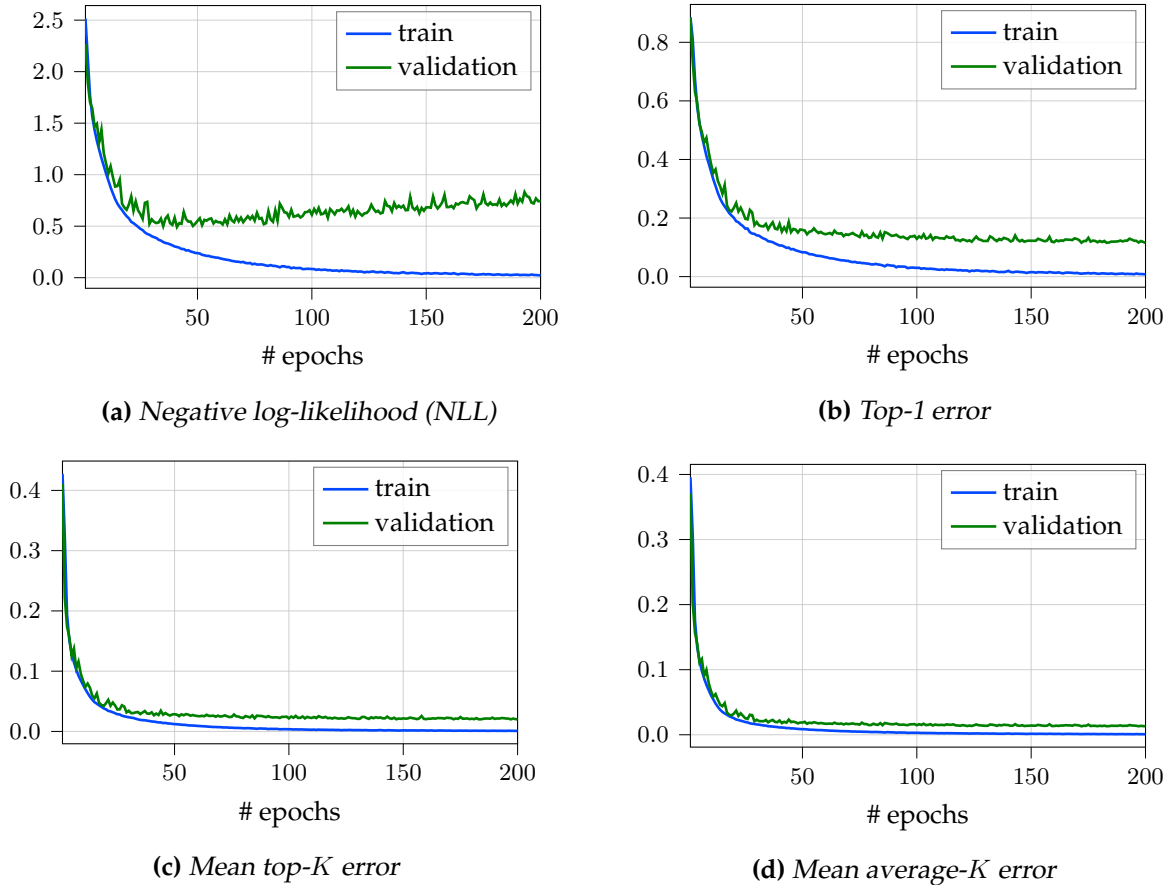 2.5
2.0
1.5
1.0
0.5
0.0
train
validation
50 100 150 200
# epochs
(a) Negative log-likelihood (NLL)
0.8
0.6
0.4
0.2
0.0
train
validation
50 100 150 200
# epochs
(b) Top-1 error
0.4
0.3
0.2
0.1
0.0
train
validation
50 100 150 200
# epochs
(c) Mean top-K error
0.4
0.3
0.2
0.1
0.0
train
validation
50 100 150 200
# epochs
(d) Mean average-K error